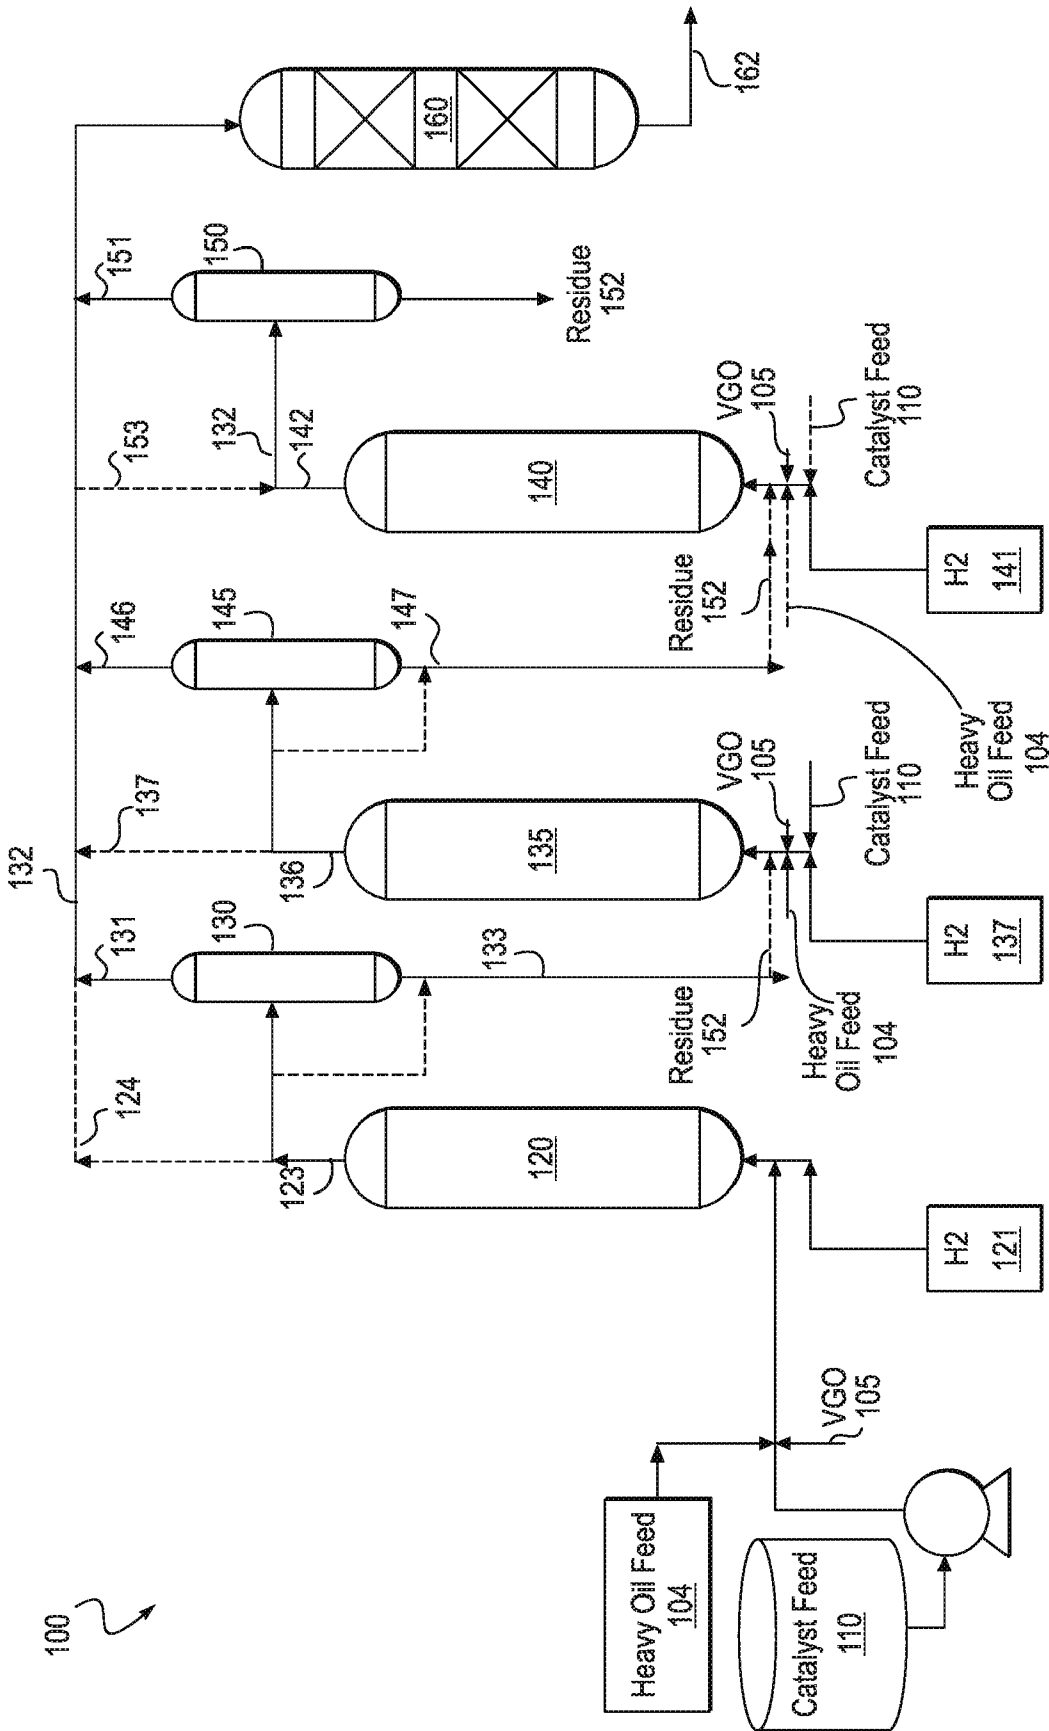 100
Heavy Oil Feed
104
Catalyst Feed
110
VGO
105
H2
121
120
123
124
132
131
130
133
Residue
152
Heavy
Oil Feed
104
H2
137
135
136
137
VGO
105
Catalyst Feed
110
146
145
147
Residue
152
Heavy
Oil Feed
104
H2
141
140
142
132
153
VGO
105
Catalyst Feed
110
151
150
Residue
152
160
162